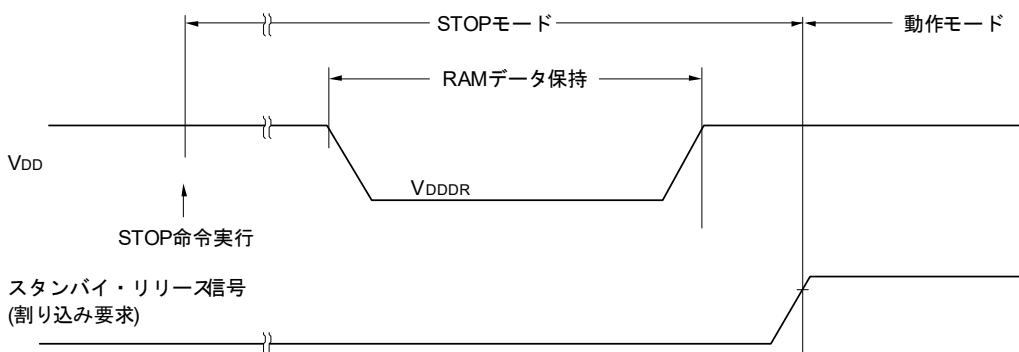 STOPモード
動作モード
RAMデータ保持
VDD
VDDDR
STOP命令実行
スタンバイ・リリース信号
(割り込み要求)